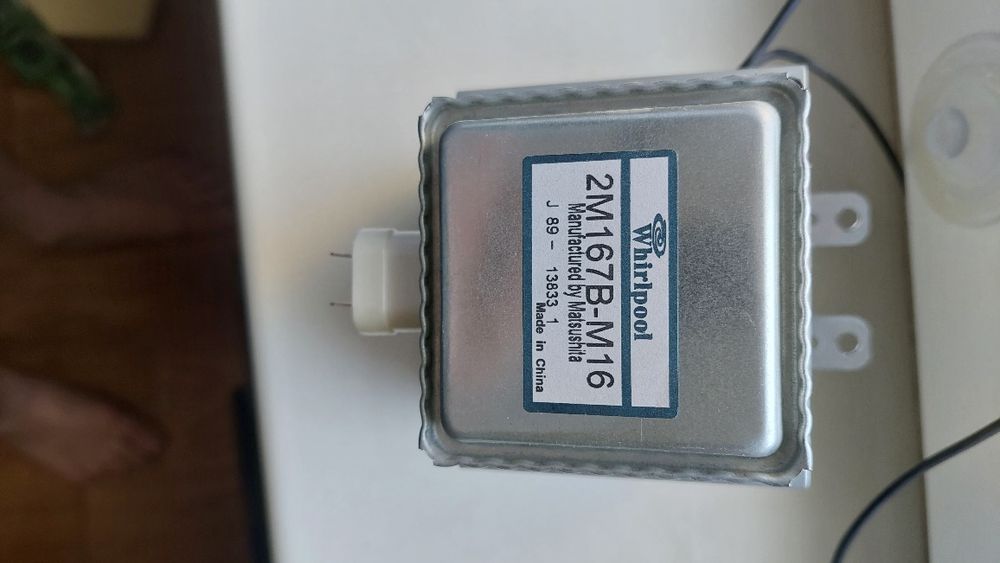 Whirlpool
2M167B-M16
Manufactured by Matsushita
J 89 - 13833 1
Made in China